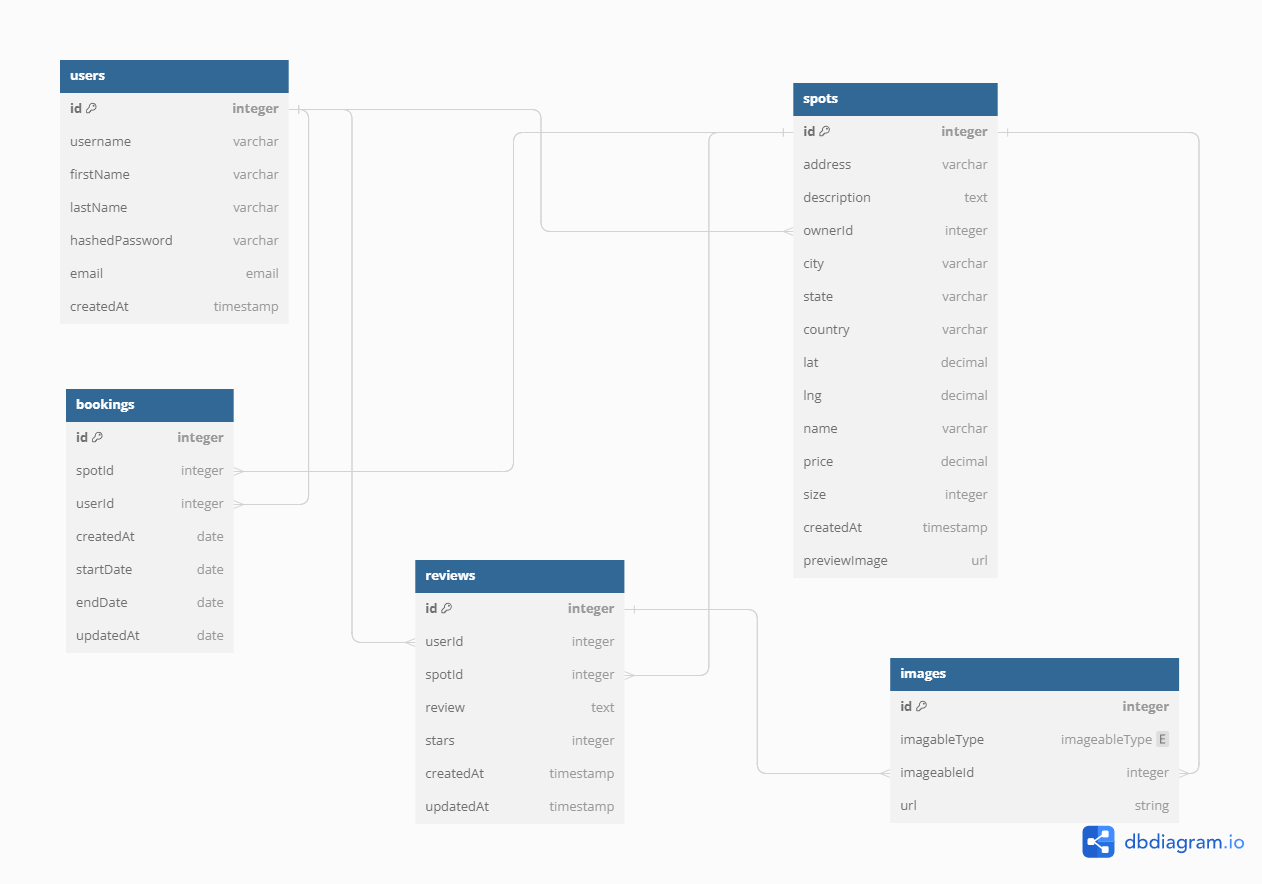 users
id integer
username varchar
firstName varchar
lastName varchar
hashedPassword varchar
email email
createdAt timestamp
spots
id integer
address varchar
description text
ownerId integer
city varchar
state varchar
country varchar
lat decimal
lng decimal
name varchar
price decimal
size integer
createdAt timestamp
previewImage url
bookings
id integer
spotId integer
userId integer
createdAt date
startDate date
endDate date
updatedAt date
reviews
id integer
userId integer
spotId integer
review text
stars integer
createdAt timestamp
updatedAt timestamp
images
id integer
imagableType imageableType E
imageableId integer
url string
dbdiagram.io